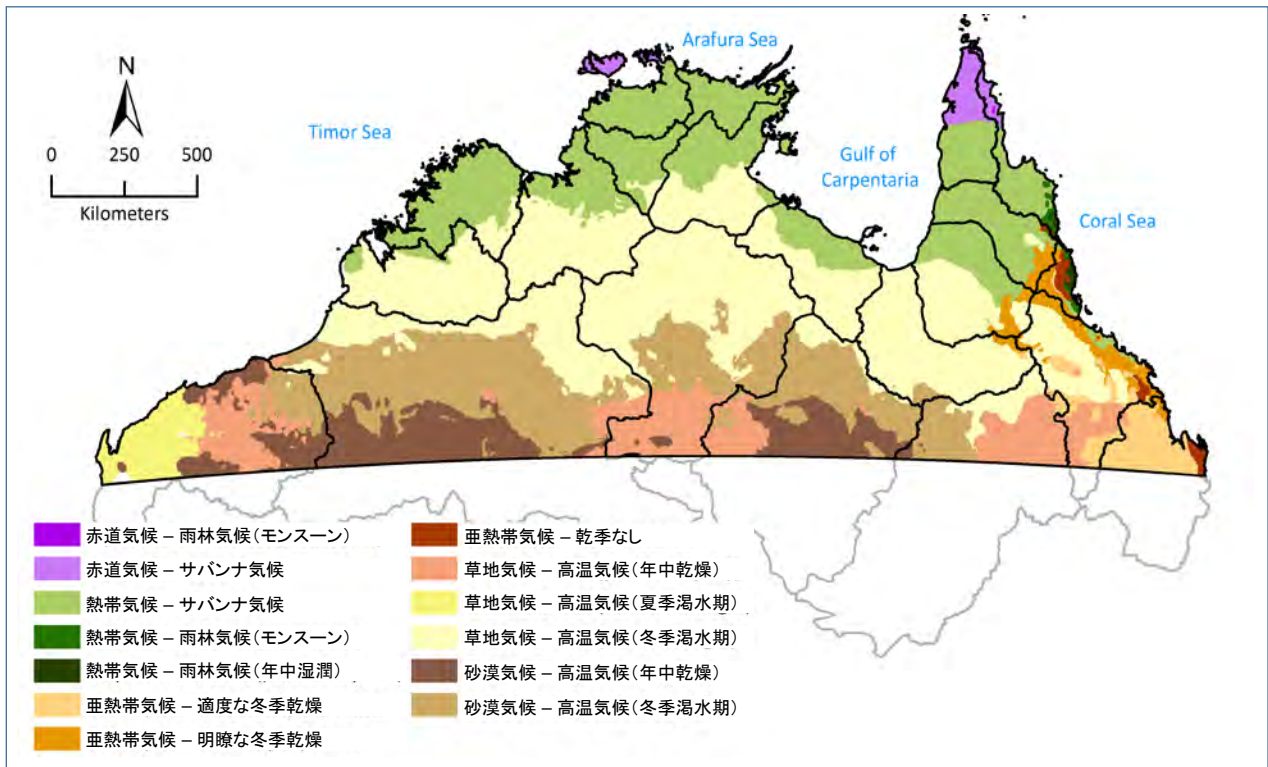 Arafura Sea
N
Timor Sea
0 250 500
Kilometers
Gulf of
Carpentaria
Coral Sea
赤道気候 – 雨林気候(モンスーン)
赤道気候 – サバンナ気候
熱帯気候 – サバンナ気候
熱帯気候 – 雨林気候(モンスーン)
熱帯気候 – 雨林気候(年中湿潤)
亜熱帯気候 – 適度な冬季乾燥
亜熱帯気候 – 明瞭な冬季乾燥
亜熱帯気候 – 乾季なし
草地気候 – 高温気候(年中乾燥)
草地気候 – 高温気候(夏季渇水期)
草地気候 – 高温気候(冬季渇水期)
砂漠気候 – 高温気候(年中乾燥)
砂漠気候 – 高温気候(冬季渇水期)